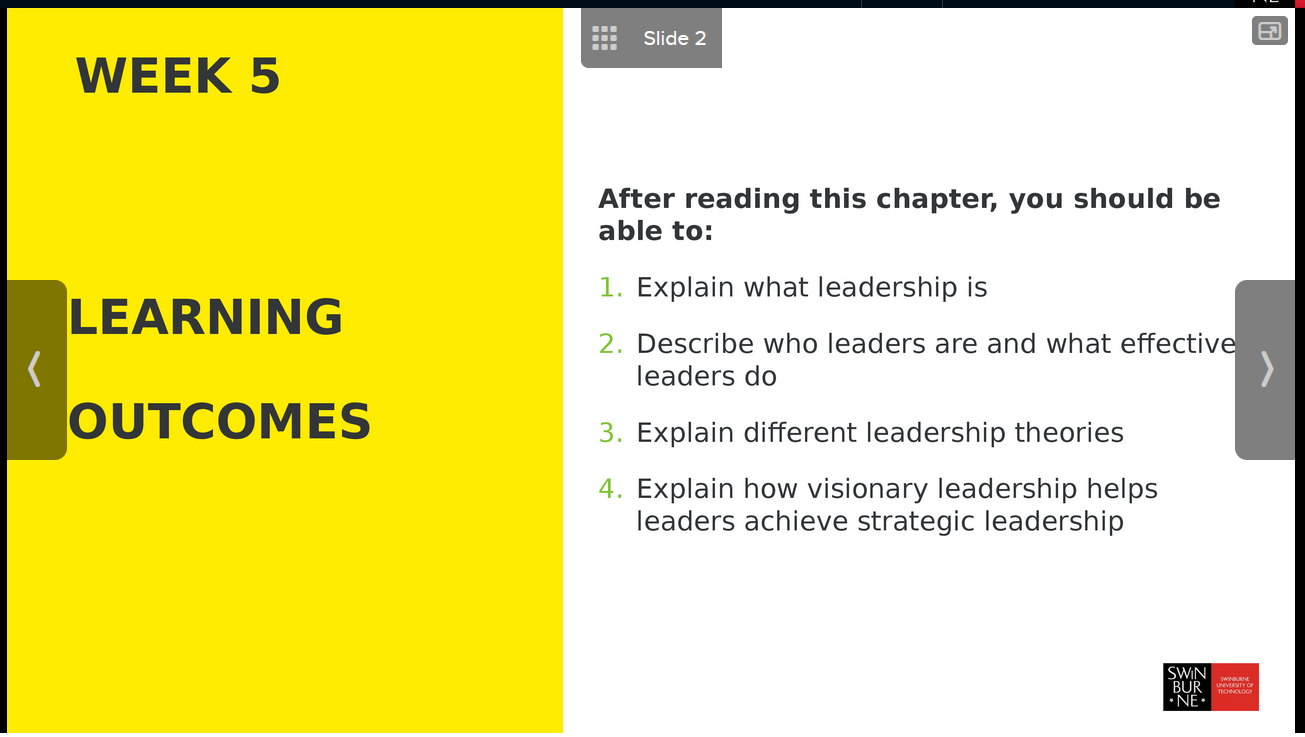 WEEK 5
LEARNING
OUTCOMES
Slide 2
After reading this chapter, you should be
able to:
1. Explain what leadership is
2. Describe who leaders are and what effective
leaders do
3. Explain different leadership theories
4. Explain how visionary leadership helps
leaders achieve strategic leadership
SWIN
BUR
* NE *
SWINBURNE
UNIVERSITY OF
TECHNOLOGY